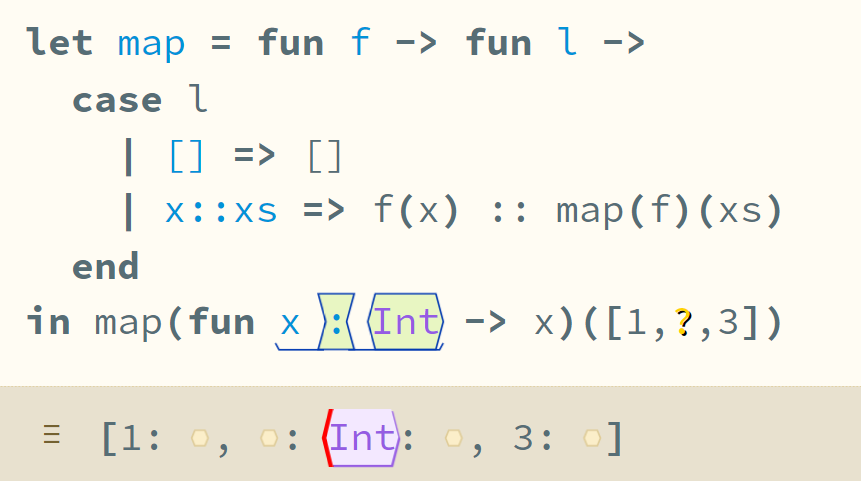 let map = fun f -> fun l ->
case l
| [] => []
| x::xs => f(x) :: map(f)(xs)
end
in map(fun x : Int -> x)([1,?,3])
≡ [1: ⬡, ⬡: Int: ⬡, 3: ⬡]